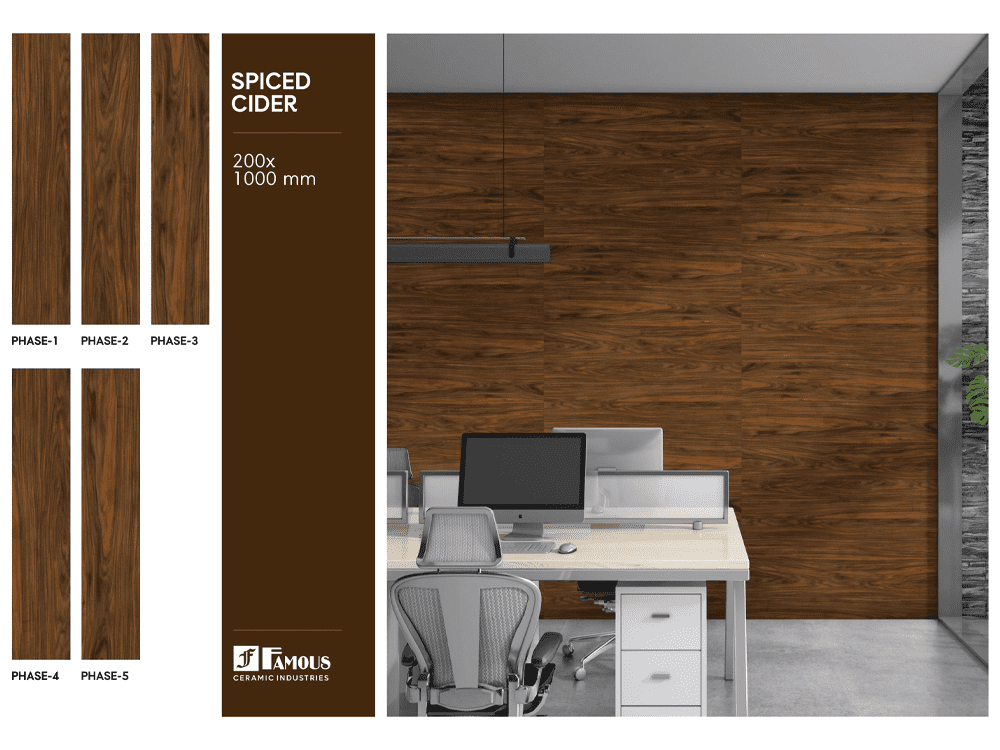 SPICED
CIDER
200x
1000 mm
PHASE-1
PHASE-2
PHASE-3
PHASE-4
PHASE-5
F FAMOUS
CERAMIC INDUSTRIES